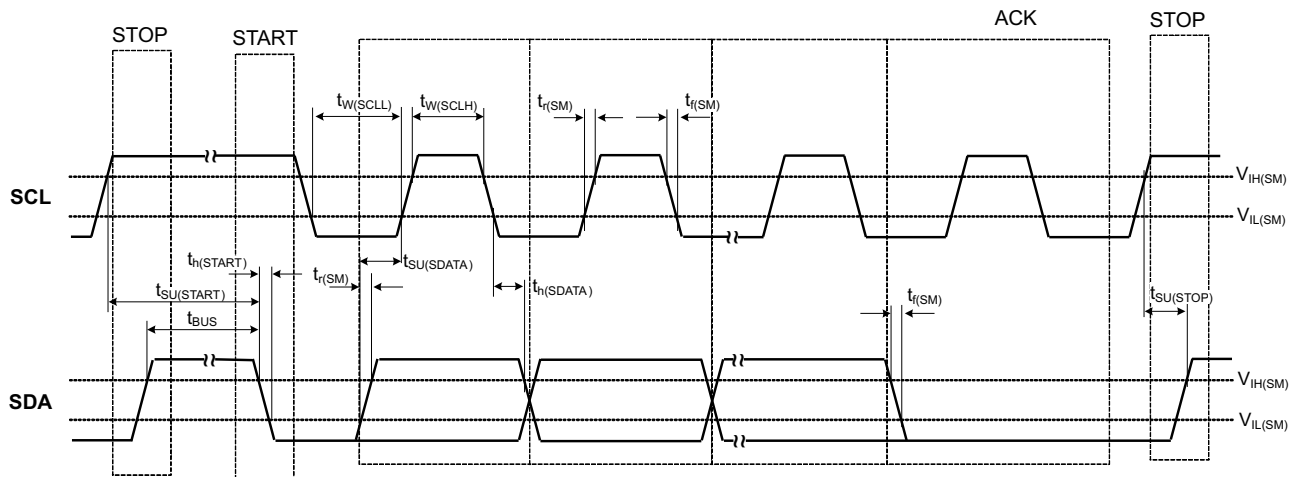 ACK
STOP START STOP
tW(SCLL) tW(SCLH) tr(SM) tf(SM)
SCL
VIH(SM)
VIL(SM)
th(START)
tSU(START)
tBUS
tr(SM)
tSU(SDATA)
th(SDATA)
tf(SM)
tSU(STOP)
SDA
VIH(SM)
VIL(SM)